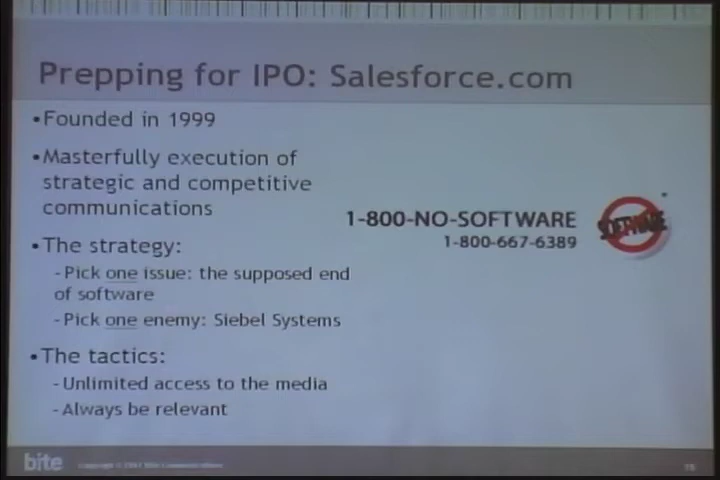 Prepping for IPO: Salesforce.com
•Founded in 1999
•Masterfully execution of
strategic and competitive
communications
•The strategy:
-Pick one issue: the supposed end
of software
-Pick one enemy: Siebel Systems
•The tactics:
-Unlimited access to the media
-Always be relevant
1-800-NO-SOFTWARE
1-800-667-6389
SOFTWARE
bite